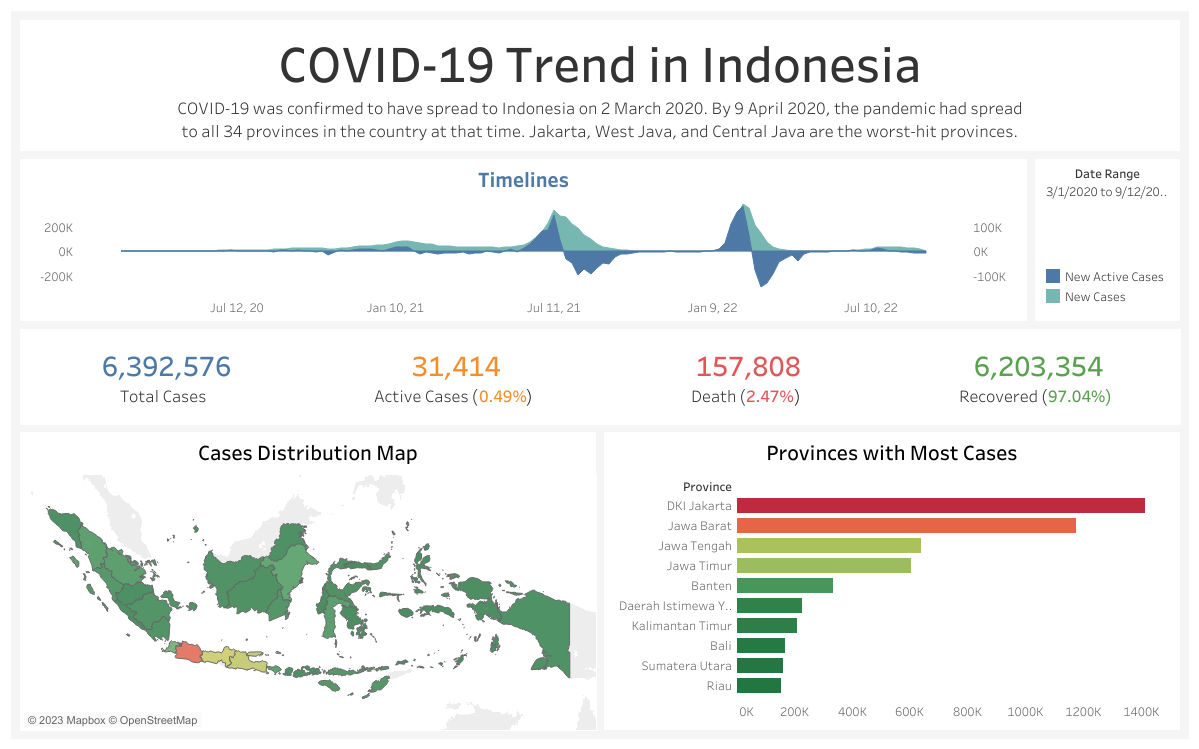 COVID-19 Trend in Indonesia
COVID-19 was confirmed to have spread to Indonesia on 2 March 2020. By 9 April 2020, the pandemic had spread
to all 34 provinces in the country at that time. Jakarta, West Java, and Central Java are the worst-hit provinces.
Timelines
200K
0K
-200K
100K
0K
-100K
Jul 12, 20
Jan 10, 21
Jul 11, 21
Jan 9, 22
Jul 10, 22
Date Range
3/1/2020 to 9/12/20..
New Active Cases
New Cases
6,392,576
Total Cases
31,414
Active Cases (0.49%)
157,808
Death (2.47%)
6,203,354
Recovered (97.04%)
Cases Distribution Map
© 2023 Mapbox © OpenStreetMap
Provinces with Most Cases
Province
DKI Jakarta
Jawa Barat
Jawa Tengah
Jawa Timur
Banten
Daerah Istimewa Y..
Kalimantan Timur
Bali
Sumatera Utara
Riau
0K
200K
400K
600K
800K
1000K
1200K
1400K